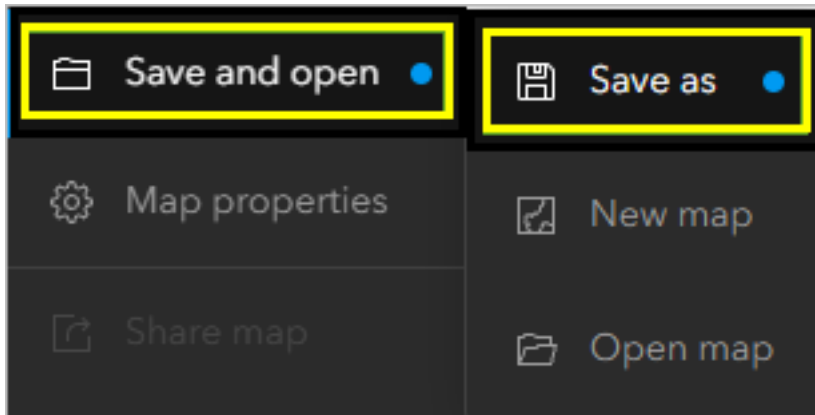 Save and open
Map properties
Share map
Save as
New map
Open map